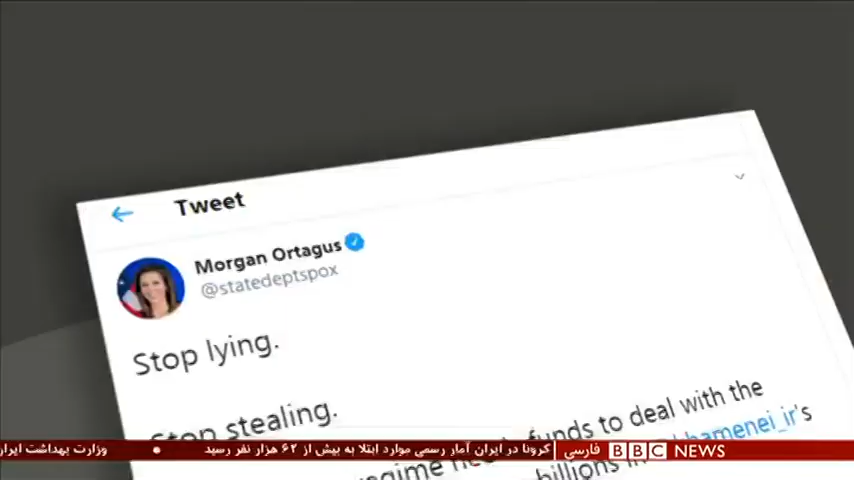 Tweet
Morgan Ortagus
@statedeptspox
Stop lying.
Stop stealing.
funds to deal with the
billions in hamenei_ir's
وزارت بهداشت ایران • کرونا در ایران آمار رسمی موارد ابتلا به بیش از ۶۲ هزار نفر رسید
فارسی BBC NEWS